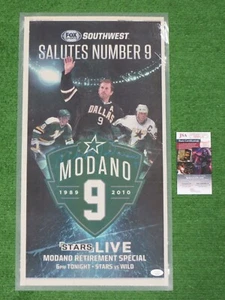 FOX SOUTHWEST
SALUTES NUMBER 9
DALLAS
9
MODANO
1989 2010
9
STARS LIVE
MODANO RETIREMENT SPECIAL
6PM TONIGHT • STARS vs WILD
JSA